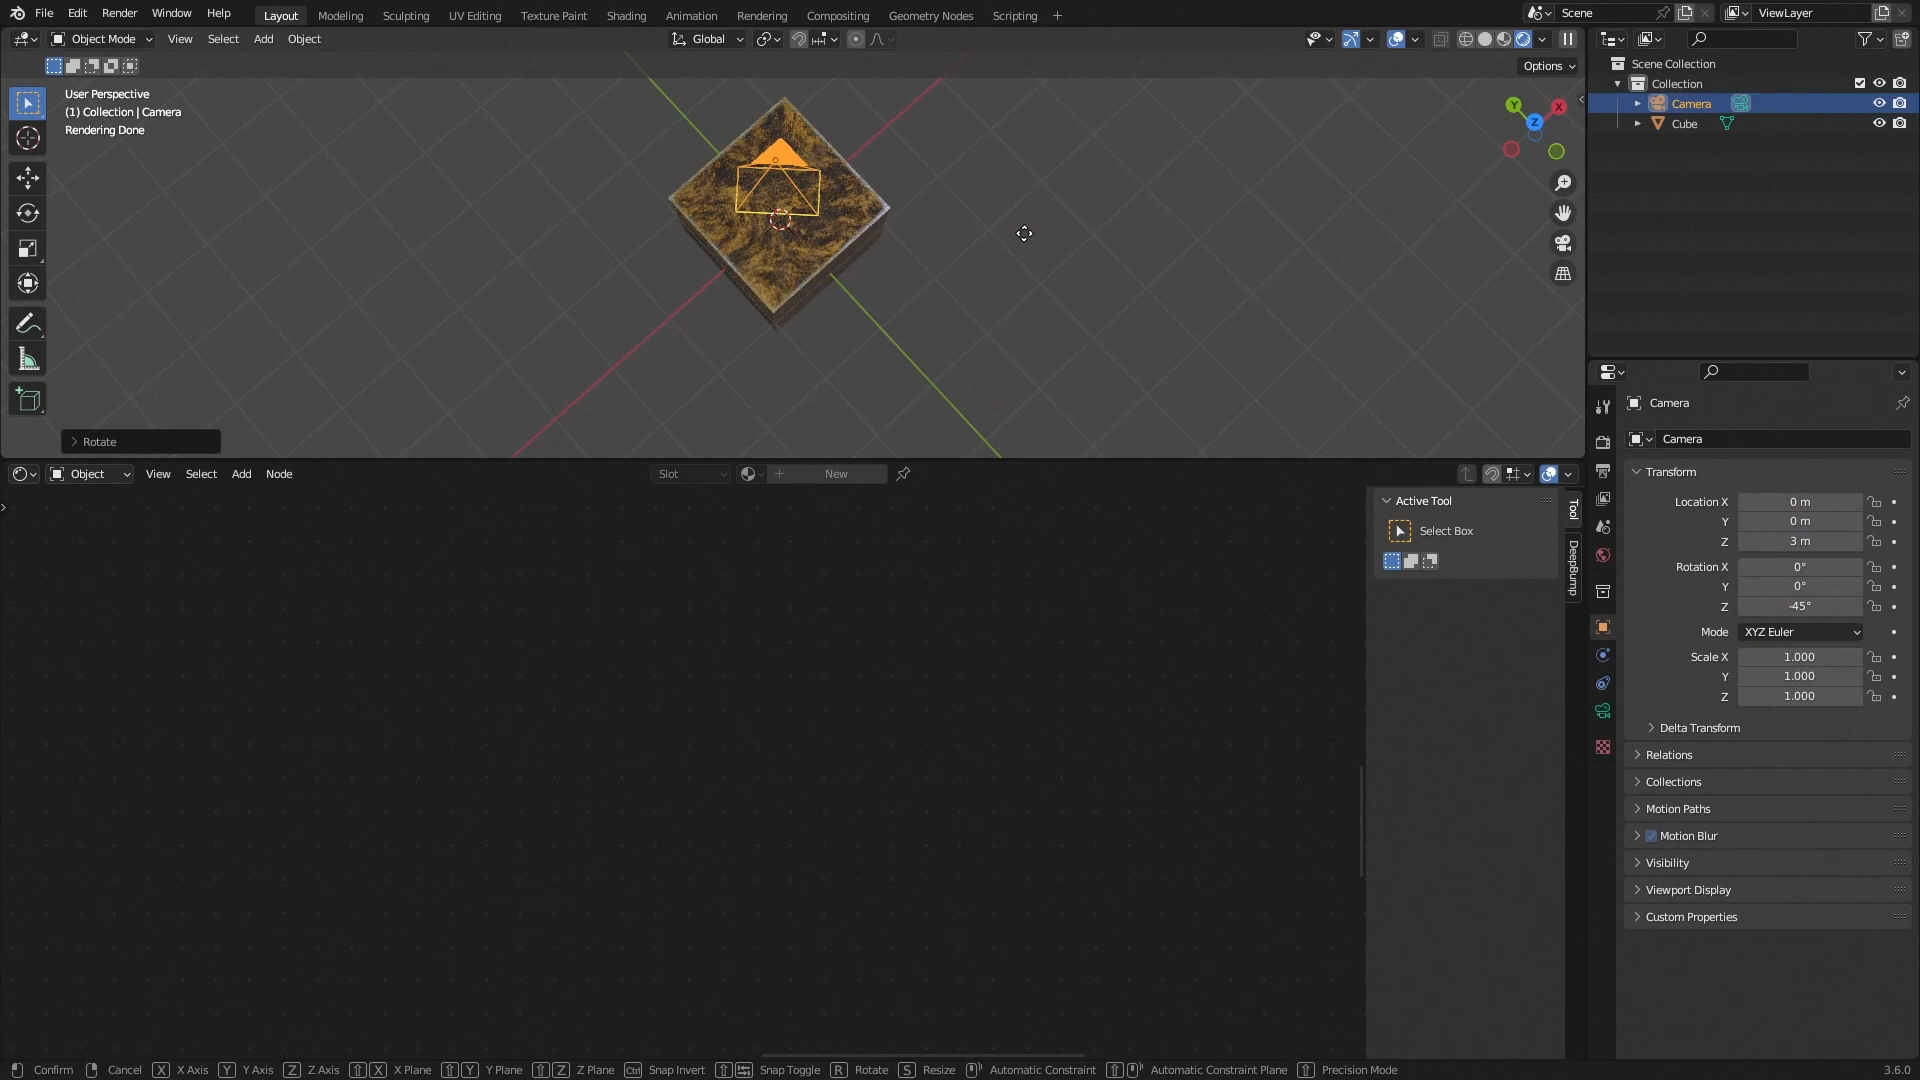 File Edit Render Window Help Layout Modeling Sculpting UV Editing Texture Paint Shading Animation Rendering Compositing Geometry Nodes Scripting + Scene ViewLayer
Object Mode View Select Add Object Global
Options
User Perspective
(1) Collection | Camera
Rendering Done
Y X
Z
Rotate
Scene Collection
Collection
Camera
Cube
Object View Select Add Node Slot New
Active Tool
Select Box
Tool
DeepBump
Camera
Camera
Transform
Location X 0 m
Y 0 m
Z 3 m
Rotation X 0°
Y 0°
Z -45°
Mode XYZ Euler
Scale X 1.000
Y 1.000
Z 1.000
Delta Transform
Relations
Collections
Motion Paths
Motion Blur
Visibility
Viewport Display
Custom Properties
Confirm Cancel X X Axis Y Y Axis Z Z Axis X X Plane Y Y Plane Z Z Plane Ctrl Snap Invert Snap Toggle R Rotate S Resize Automatic Constraint Automatic Constraint Plane Precision Mode 3.6.0